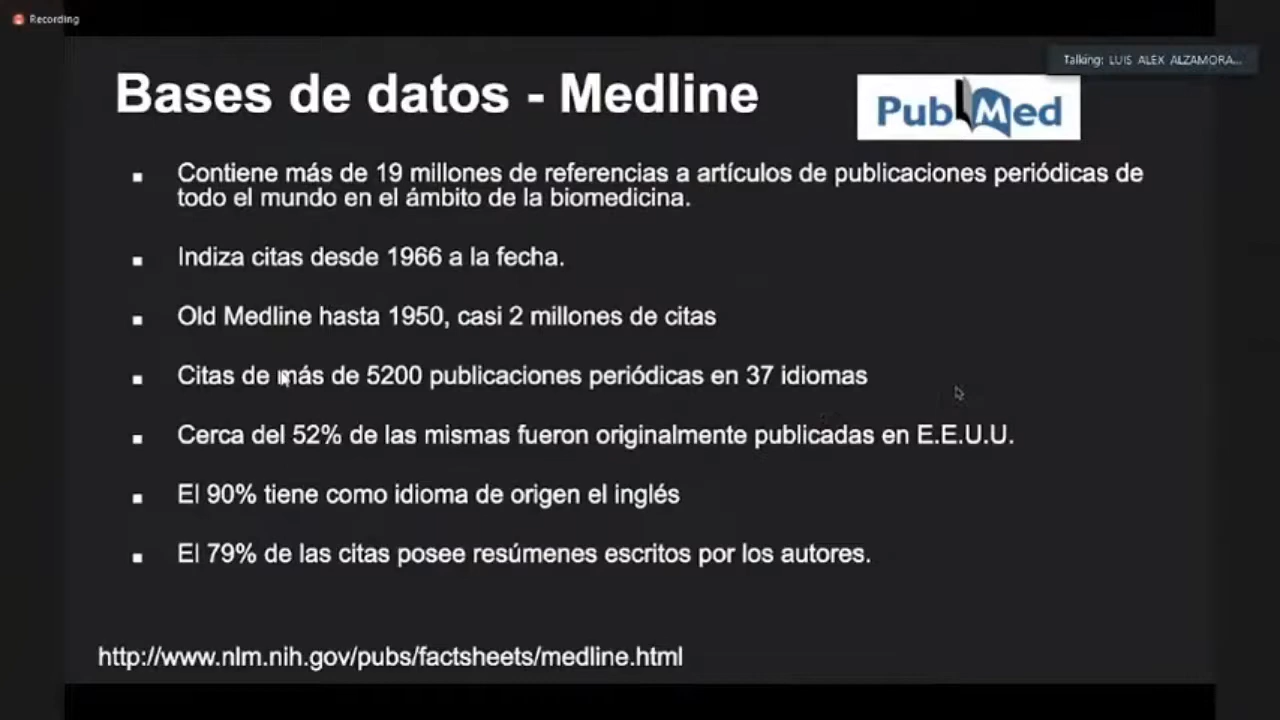 Recording
Talking: LUIS ALEX ALZAMORA...
Bases de datos - Medline
PubMed
▪ Contiene más de 19 millones de referencias a artículos de publicaciones periódicas de
todo el mundo en el ámbito de la biomedicina.
▪ Indiza citas desde 1966 a la fecha.
▪ Old Medline hasta 1950, casi 2 millones de citas
▪ Citas de más de 5200 publicaciones periódicas en 37 idiomas
▪ Cerca del 52% de las mismas fueron originalmente publicadas en E.E.U.U.
▪ El 90% tiene como idioma de origen el inglés
▪ El 79% de las citas posee resúmenes escritos por los autores.
http://www.nlm.nih.gov/pubs/factsheets/medline.html